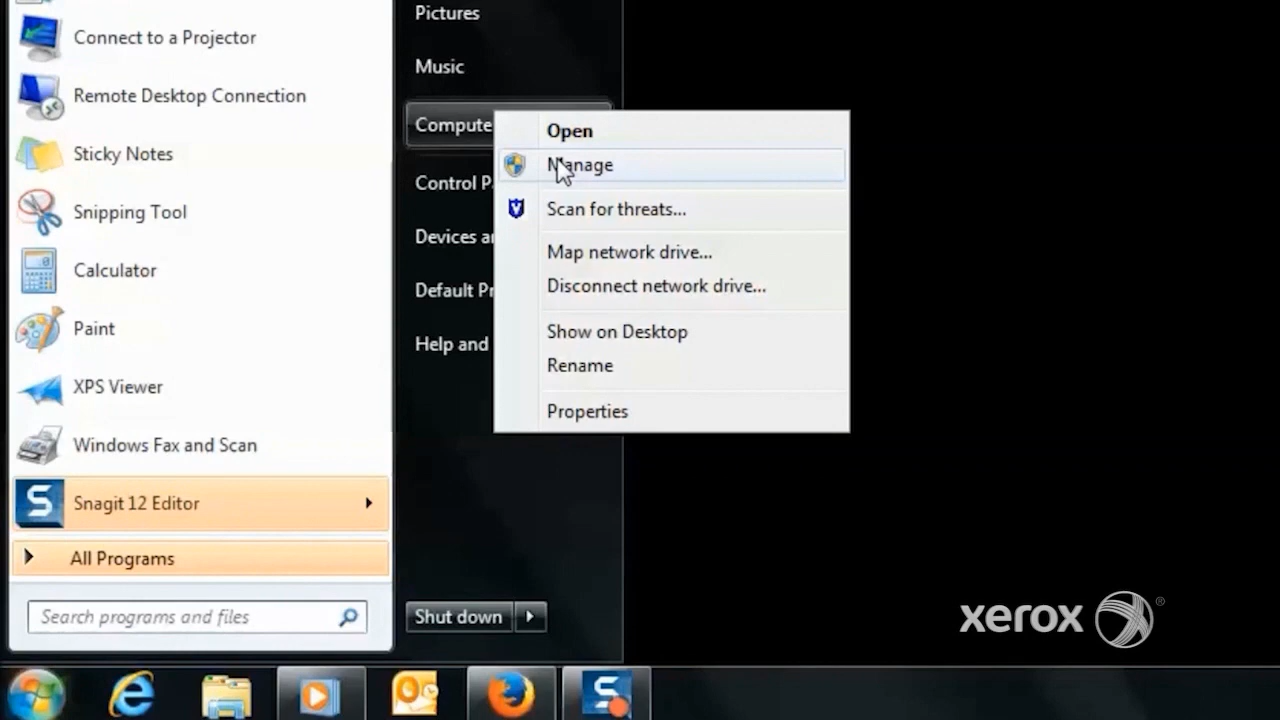 Connect to a Projector
Remote Desktop Connection
Sticky Notes
Snipping Tool
Calculator
Paint
XPS Viewer
Windows Fax and Scan
Snagit 12 Editor
All Programs
Search programs and files
Pictures
Music
Compute
Control P
Devices a
Default Pr
Help and
Shut down
Open
Manage
Scan for threats...
Map network drive...
Disconnect network drive...
Show on Desktop
Rename
Properties
xerox ®